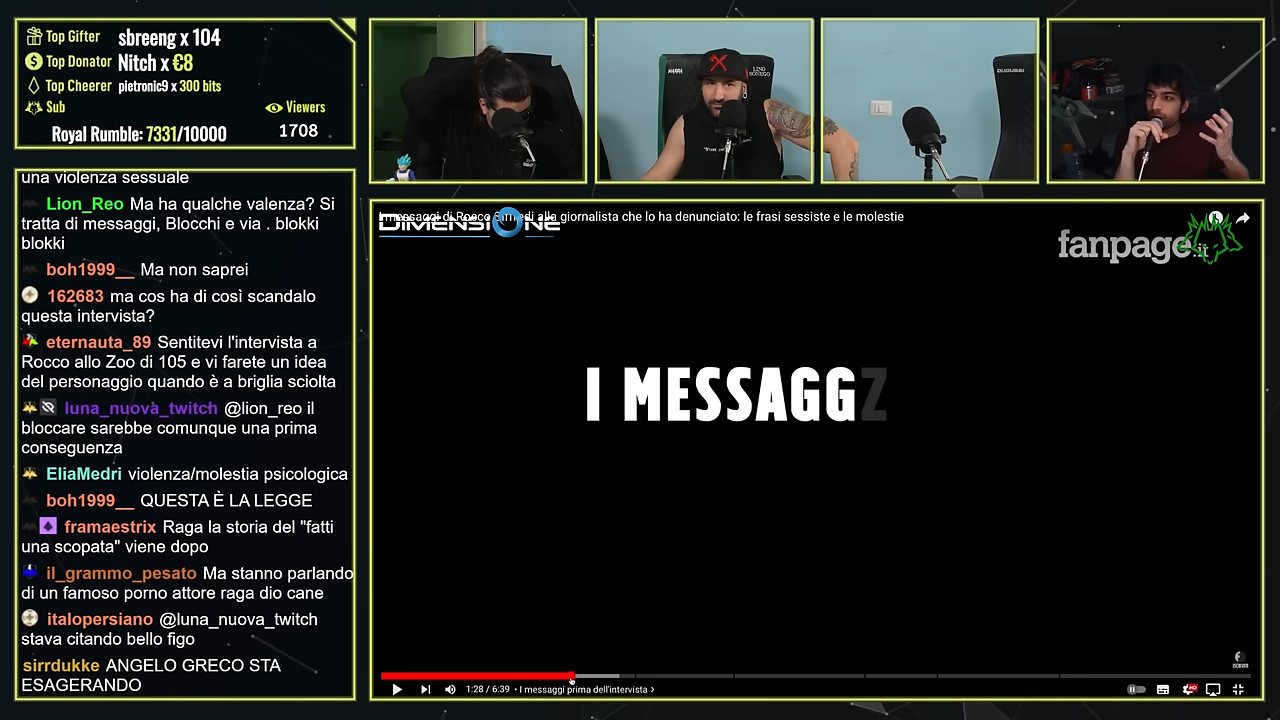 Top Gifter sbreeng x 104
Top Donator Nitch x €8
Top Cheerer pietronic9 x 300 bits
Sub
Viewers
Royal Rumble: 7331/10000
1708
una violenza sessuale
Lion_Reo Ma ha qualche valenza? Si
tratta di messaggi, Blocchi e via . blokki
blokki
boh1999__ Ma non saprei
162683 ma cos ha di così scandalo
questa intervista?
eternauta_89 Sentitevi l'intervista a
Rocco allo Zoo di 105 e vi farete un idea
del personaggio quando è a briglia sciolta
luna_nuova_twitch @lion_reo il
bloccare sarebbe comunque una prima
conseguenza
EliaMedri violenza/molestia psicologica
boh1999__ QUESTA È LA LEGGE
framaestrix Raga la storia del "fatti
una scopata" viene dopo
il_grammo_pesato Ma stanno parlando
di un famoso porno attore raga dio cane
italopersiano @luna_nuova_twitch
stava citando bello figo
sirrdukke ANGELO GRECO STA
ESAGERANDO
I messaggi di Rocco Siffredi alla giornalista che lo ha denunciato: le frasi sessiste e le molestie
DIMENSIONE
fanpage.it
I MESSAGGZ
1:28 / 6:39 • I messaggi prima dell'intervista ›
HD
ISCRIVITI